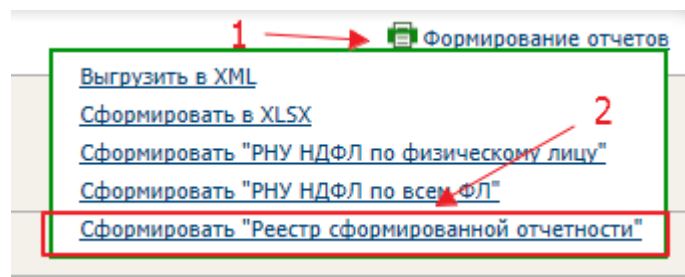 1 Формирование отчетов
Выгрузить в XML
Сформировать в XLSX
2
Сформировать "РНУ НДФЛ по физическому лицу"
Сформировать "РНУ НДФЛ по всем ФЛ"
Сформировать "Реестр сформированной отчетности"